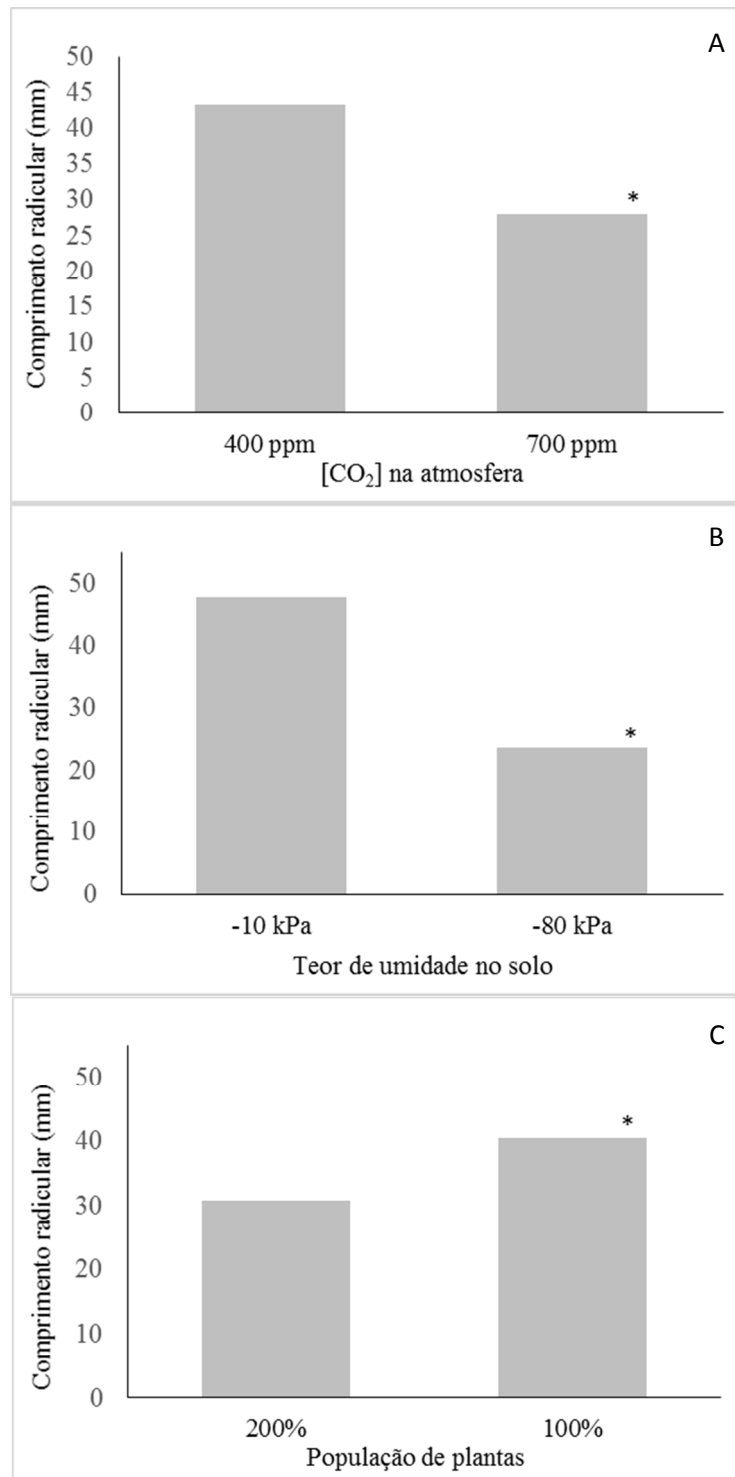 A
Comprimento radicular (mm)
50
45
40
35
30
25
20
15
10
5
0
*
400 ppm
700 ppm
[CO₂] na atmosfera
B
Comprimento radicular (mm)
50
40
30
20
10
0
*
-10 kPa
-80 kPa
Teor de umidade no solo
C
Comprimento radicular (mm)
50
40
30
20
10
0
*
200%
100%
População de plantas